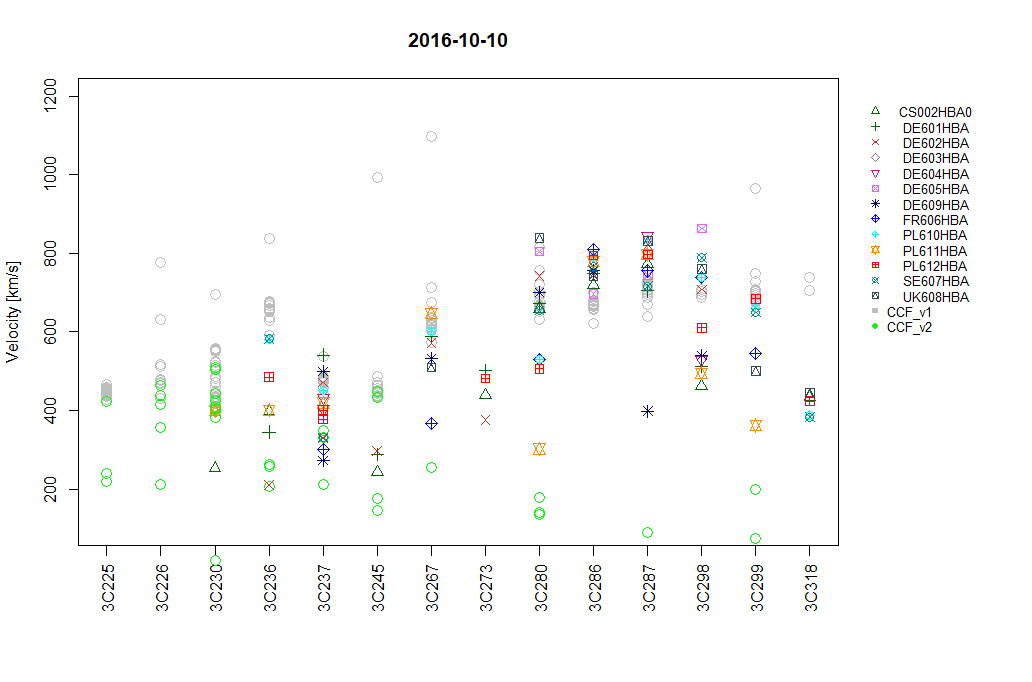 2016-10-10
Velocity [km/s]
1200
1000
800
600
400
200
3C225
3C226
3C230
3C236
3C237
3C245
3C267
3C273
3C280
3C286
3C287
3C298
3C299
3C318
CS002HBA0
DE601HBA
DE602HBA
DE603HBA
DE604HBA
DE605HBA
DE609HBA
FR606HBA
PL610HBA
PL611HBA
PL612HBA
SE607HBA
UK608HBA
CCF_v1
CCF_v2